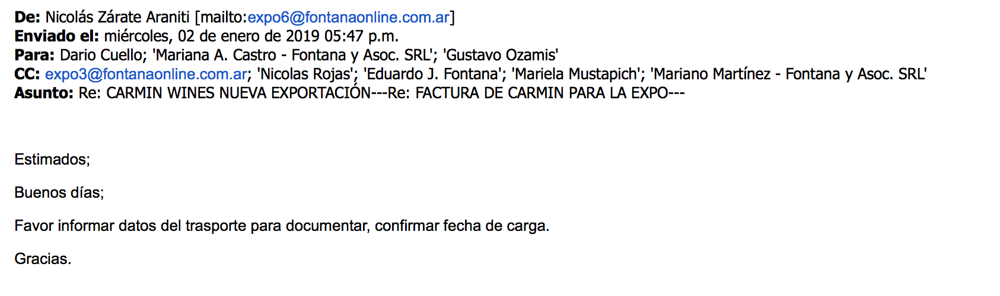 De: Nicolás Zárate Araniti [mailto:expo6@fontanaonline.com.ar]
Enviado el: miércoles, 02 de enero de 2019 05:47 p.m.
Para: Dario Cuello; 'Mariana A. Castro - Fontana y Asoc. SRL'; 'Gustavo Ozamis'
CC: expo3@fontanaonline.com.ar; 'Nicolas Rojas'; 'Eduardo J. Fontana'; 'Mariela Mustapich'; 'Mariano Martínez - Fontana y Asoc. SRL'
Asunto: Re: CARMIN WINES NUEVA EXPORTACIÓN---Re: FACTURA DE CARMIN PARA LA EXPO---
Estimados;
Buenos días;
Favor informar datos del trasporte para documentar, confirmar fecha de carga.
Gracias.